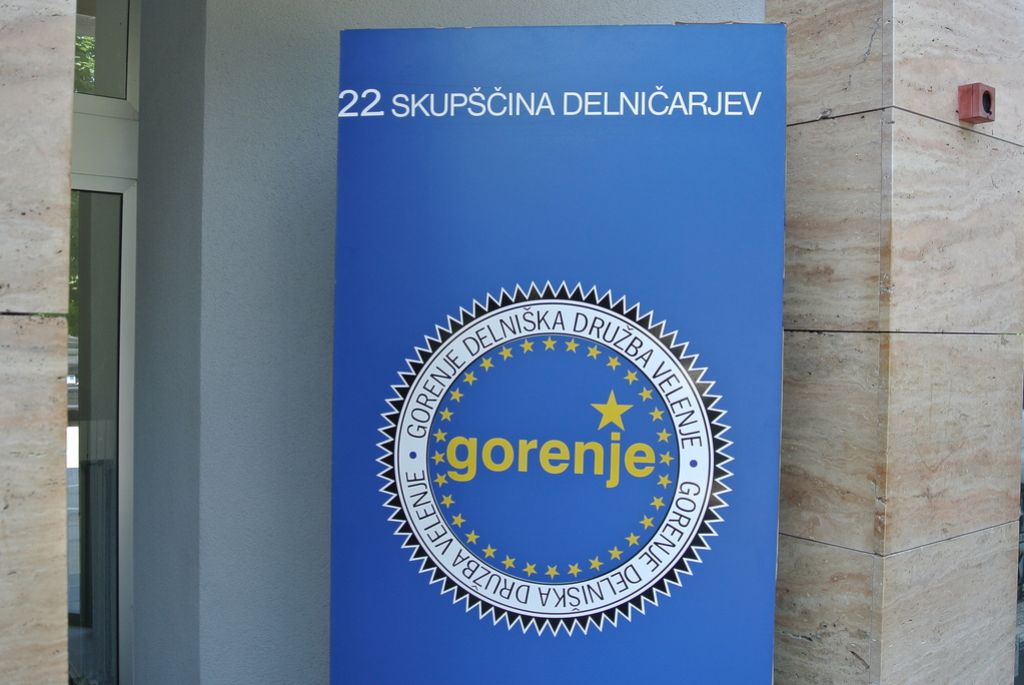 22 SKUPŠČINA DELNIČARJEV
GORENJE DELNIŠKA DRUŽBA VELENJE •
GORENJE DELNIŠKA DRUŽBA VELENJE •
gorenje